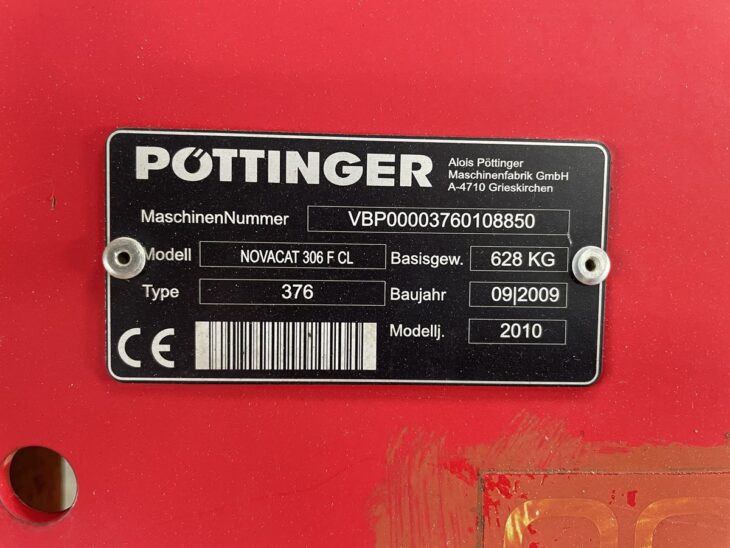 PÖTTINGER
Alois Pöttinger
Maschinenfabrik GmbH
A-4710 Grieskirchen
MaschinenNummer VBP00003760108850
Modell NOVACAT 306 F CL Basisgew. 628 KG
Type 376 Baujahr 09|2009
Modellj. 2010
CE